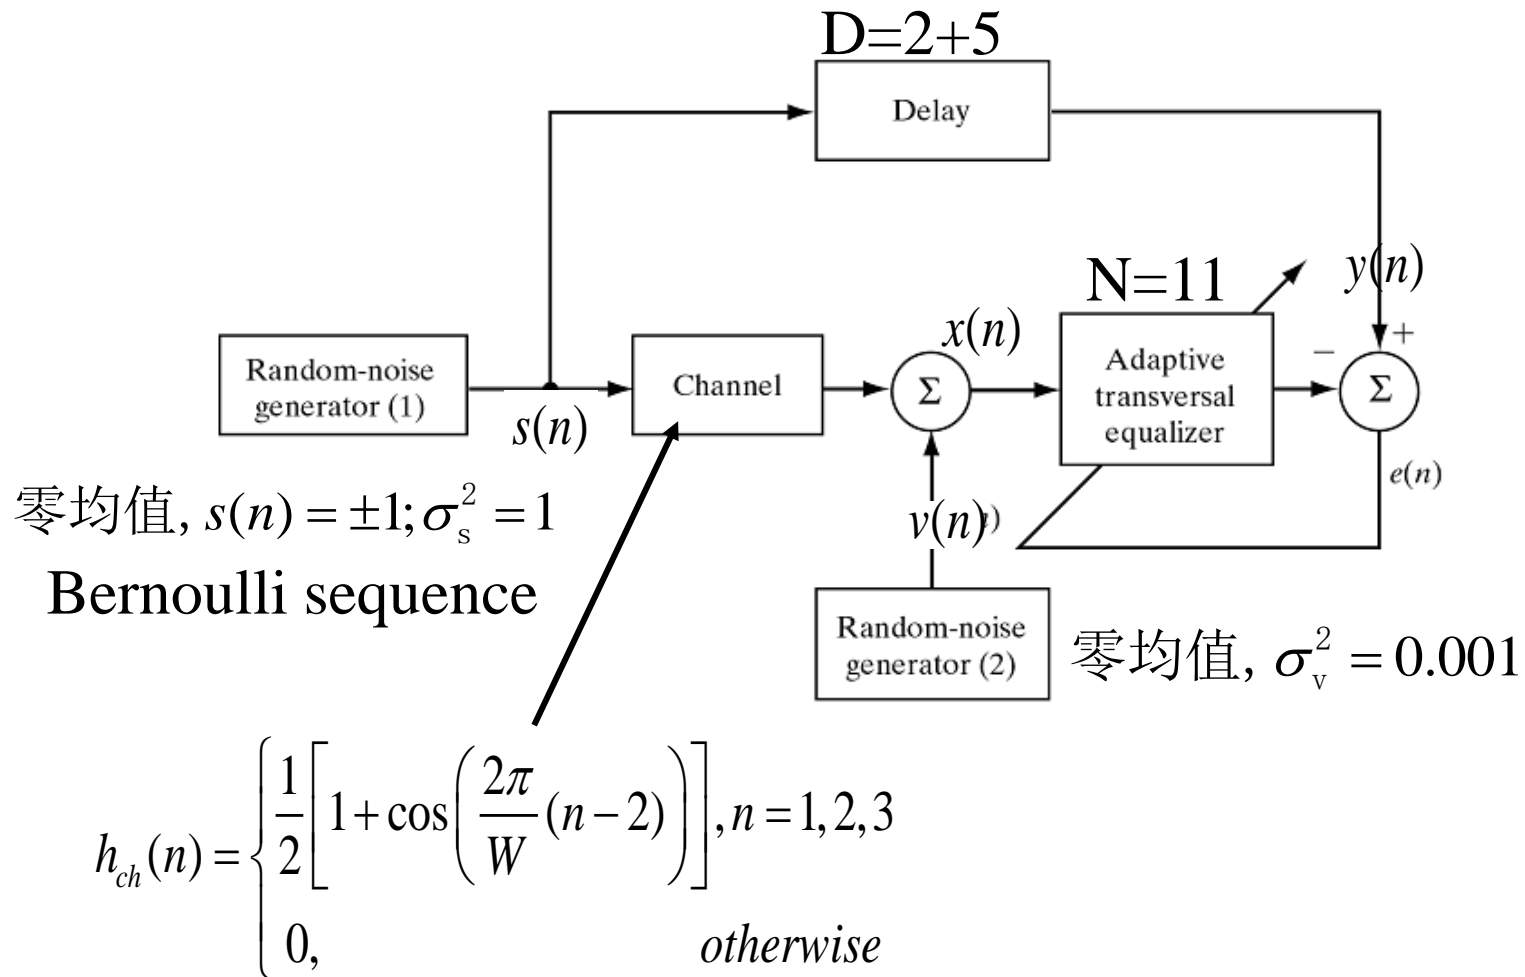 D=2+5
Delay
N=11
y(n)
x(n)
+
−
Random-noise
generator (1)
Channel
Σ
Adaptive
transversal
equalizer
Σ
s(n)
e(n)
零均值, s(n) = ±1; σ_s^2 = 1
v(n))
Bernoulli sequence
Random-noise
generator (2)
零均值, σ_v^2 = 0.001
h_{ch}(n) = { 1/2 [1 + cos(2π/W (n − 2))], n = 1, 2, 3
0, otherwise